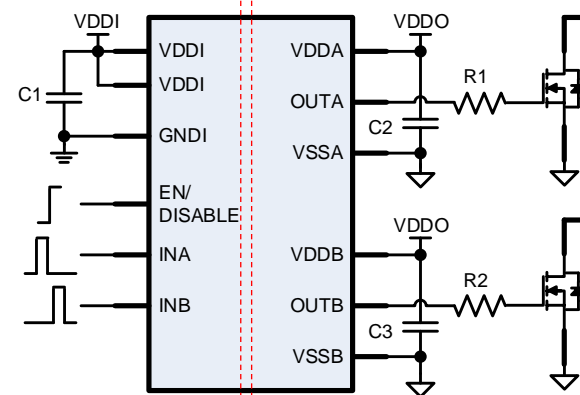 VDDI
VDDO
VDDI
VDDA
R1
VDDI
C1
OUTA
C2
GNDI
VSSA
EN/
DISABLE
VDDO
INA
VDDB
R2
INB
OUTB
C3
VSSB